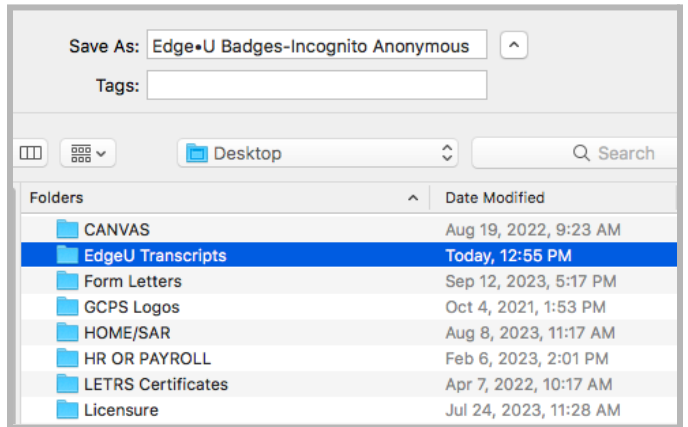 Save As: Edge•U Badges-Incognito Anonymous
Tags:
Desktop Search
Folders Date Modified
CANVAS Aug 19, 2022, 9:23 AM
EdgeU Transcripts Today, 12:55 PM
Form Letters Sep 12, 2023, 5:17 PM
GCPS Logos Oct 4, 2021, 1:53 PM
HOME/SAR Aug 8, 2023, 11:17 AM
HR OR PAYROLL Feb 6, 2023, 2:01 PM
LETRS Certificates Apr 7, 2022, 10:17 AM
Licensure Jul 24, 2023, 11:28 AM